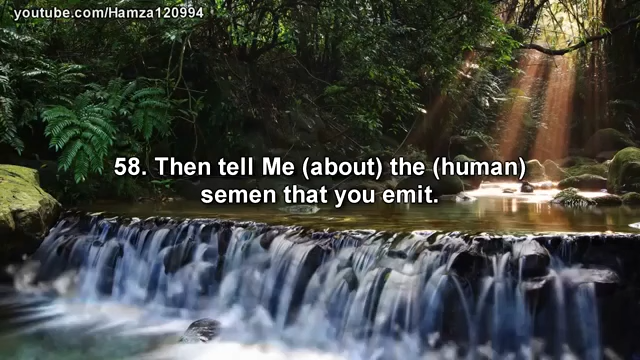 youtube.com/Hamza120994
58. Then tell Me (about) the (human)
semen that you emit.